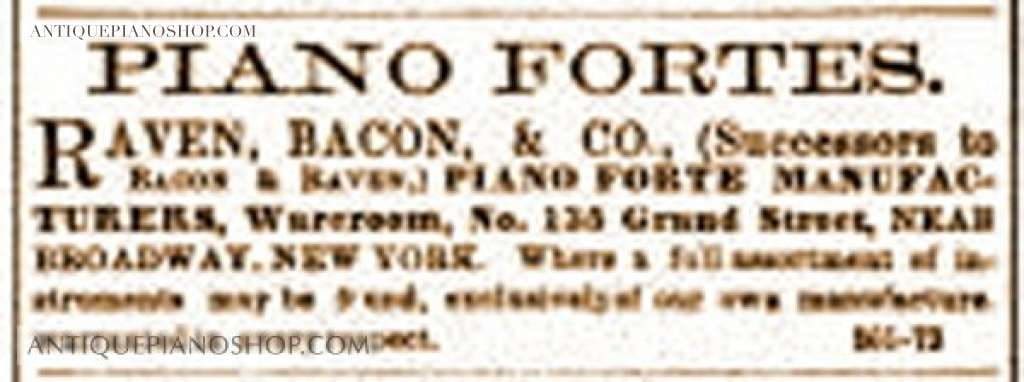 ANTIQUEPIANOSHOP.COM
PIANO FORTES.
RAVEN, BACON, & CO., (Successors to
BACON & RAVEN,) PIANO FORTE MANUFAC-
TURERS, Wareroom, No. 135 Grand Street, NEAR
BROADWAY, NEW YORK. Where a full assortment of in-
struments may be found, exclusively of our own manufacture.
respect.
ANTIQUEPIANOSHOP.COM